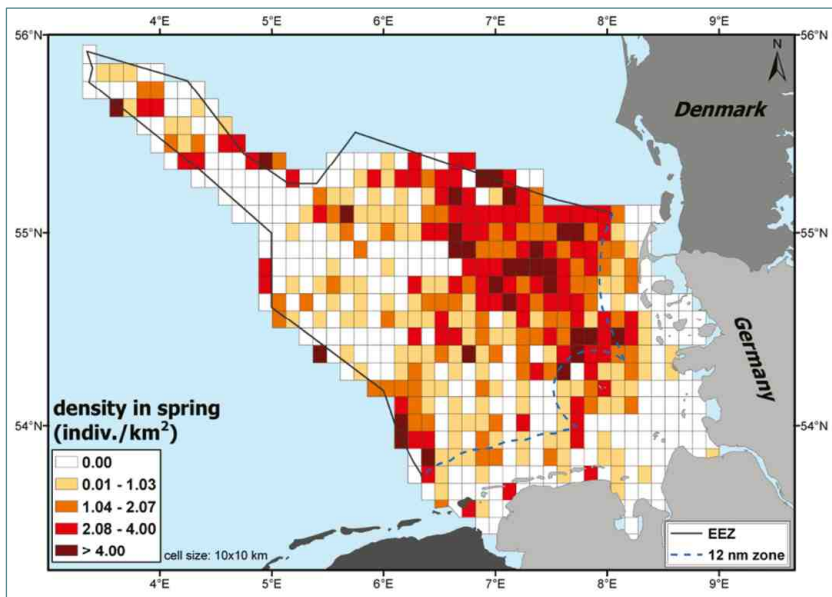 4°E 5°E 6°E 7°E 8°E 9°E
56°N 56°N
N
Denmark
55°N 55°N
Germany
density in spring
(indiv./km²)
54°N 54°N
0.00
0.01 - 1.03
1.04 - 2.07
2.08 - 4.00
> 4.00
cell size: 10x10 km
EEZ
12 nm zone
4°E 5°E 6°E 7°E 8°E 9°E